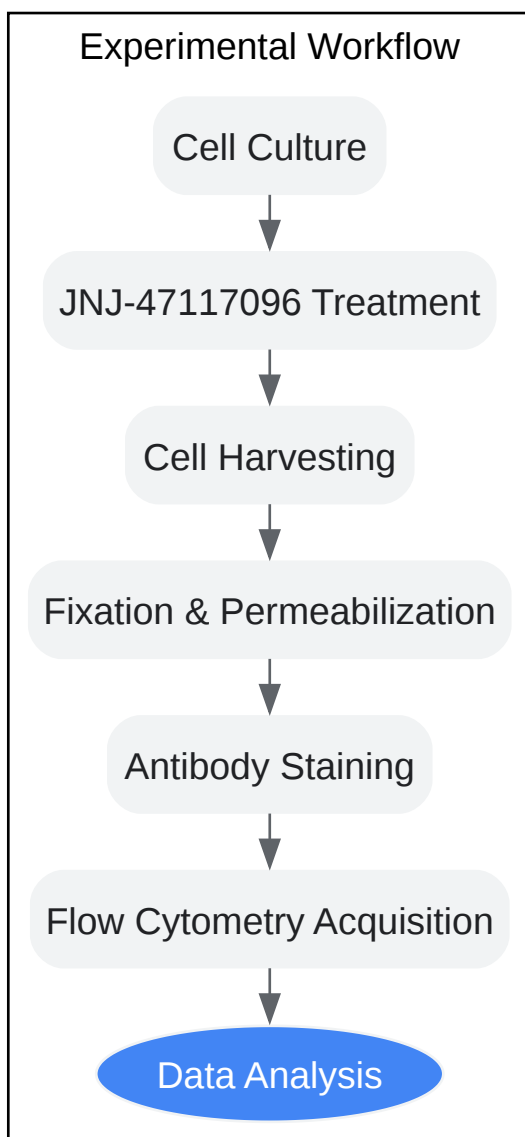 Experimental Workflow
Cell Culture
JNJ-47117096 Treatment
Cell Harvesting
Fixation & Permeabilization
Antibody Staining
Flow Cytometry Acquisition
Data Analysis